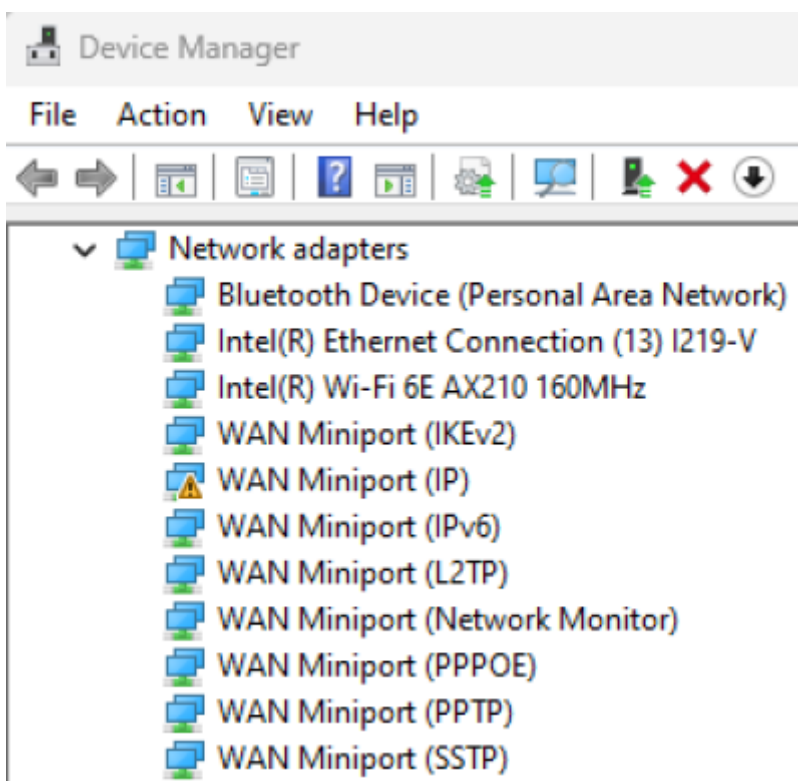 Device Manager
File Action View Help
Network adapters
Bluetooth Device (Personal Area Network)
Intel(R) Ethernet Connection (13) I219-V
Intel(R) Wi-Fi 6E AX210 160MHz
WAN Miniport (IKEv2)
WAN Miniport (IP)
WAN Miniport (IPv6)
WAN Miniport (L2TP)
WAN Miniport (Network Monitor)
WAN Miniport (PPPOE)
WAN Miniport (PPTP)
WAN Miniport (SSTP)